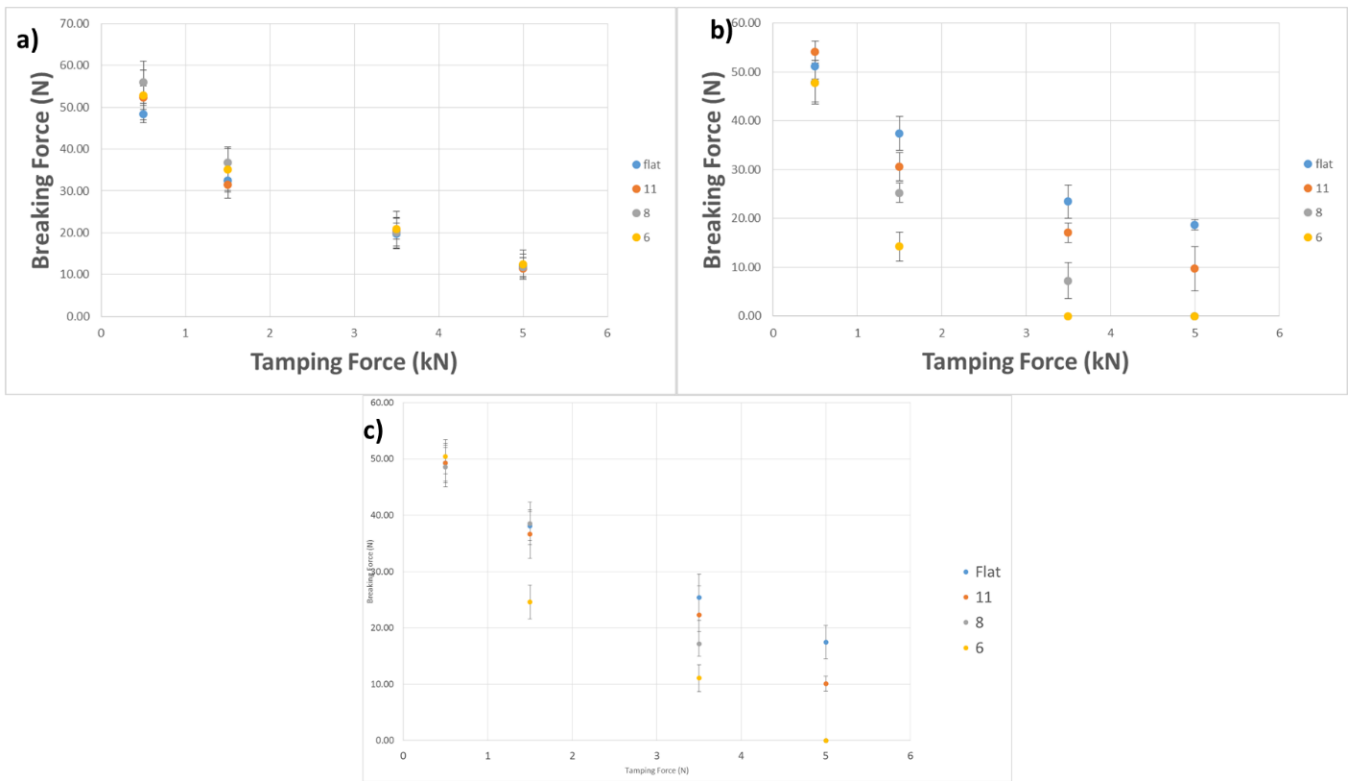 a)
70.00
60.00
50.00
40.00
30.00
20.00
10.00
0.00
Breaking Force (N)
0 1 2 3 4 5 6
Tamping Force (kN)
flat
11
8
6
b)
60.00
50.00
40.00
30.00
20.00
10.00
0.00
Breaking Force (N)
0 1 2 3 4 5 6
Tamping Force (kN)
flat
11
8
6
c)
60.00
50.00
40.00
30.00
20.00
10.00
0.00
Breaking Force (N)
0 1 2 3 4 5 6
Tamping Force (N)
Flat
11
8
6